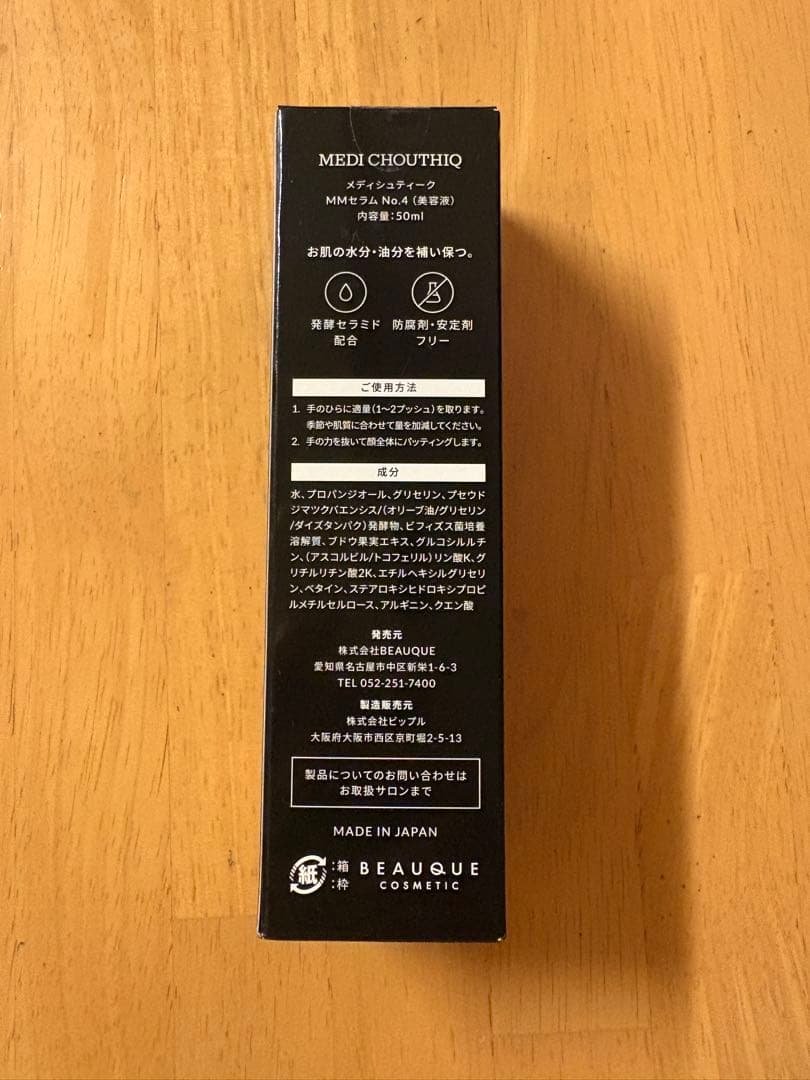 MEDI CHOUTHIQ
メディシュティーク
MMセラム No.4（美容液）
内容量：50ml
お肌の水分・油分を補い保つ。
発酵セラミド 防腐剤・安定剤
配合 フリー
ご使用方法
1. 手のひらに適量（1〜2プッシュ）を取ります。
季節や肌質に合わせて量を加減してください。
2. 手の力を抜いて顔全体にパッティングします。
成分
水、プロパンジオール、グリセリン、プセウド
ジマツクバエンシス/（オリーブ油/グリセリン
/ダイズタンパク）発酵物、ビフィズス菌培養
溶解質、ブドウ果実エキス、グルコシルルチ
ン、（アスコルビル/トコフェリル）リン酸K、グ
リチルリチン酸2K、エチルヘキシルグリセリ
ン、ベタイン、ステアロキシヒドロキシプロピ
ルメチルセルロース、アルギニン、クエン酸
発売元
株式会社BEAUQUE
愛知県名古屋市中区新栄1-6-3
TEL 052-251-7400
製造販売元
株式会社ビップル
大阪府大阪市西区京町堀2-5-13
製品についてのお問い合わせは
お取扱サロンまで
MADE IN JAPAN
紙 ：箱
：枠
BEAUQUE
COSMETIC